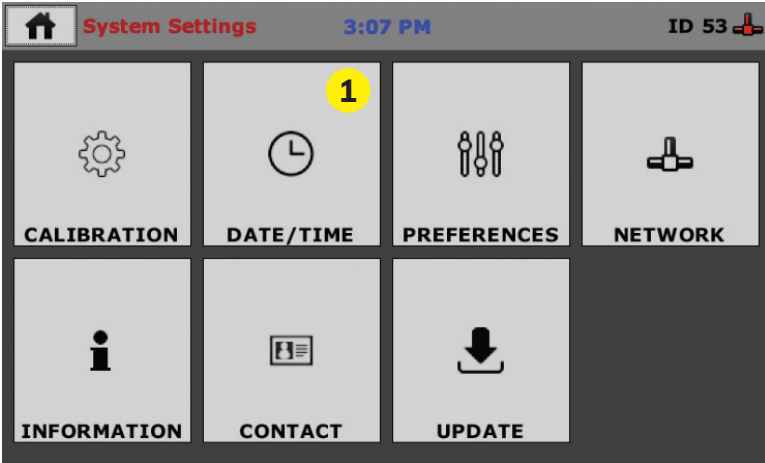 System Settings 3:07 PM ID 53
1
CALIBRATION DATE/TIME PREFERENCES NETWORK
INFORMATION CONTACT UPDATE